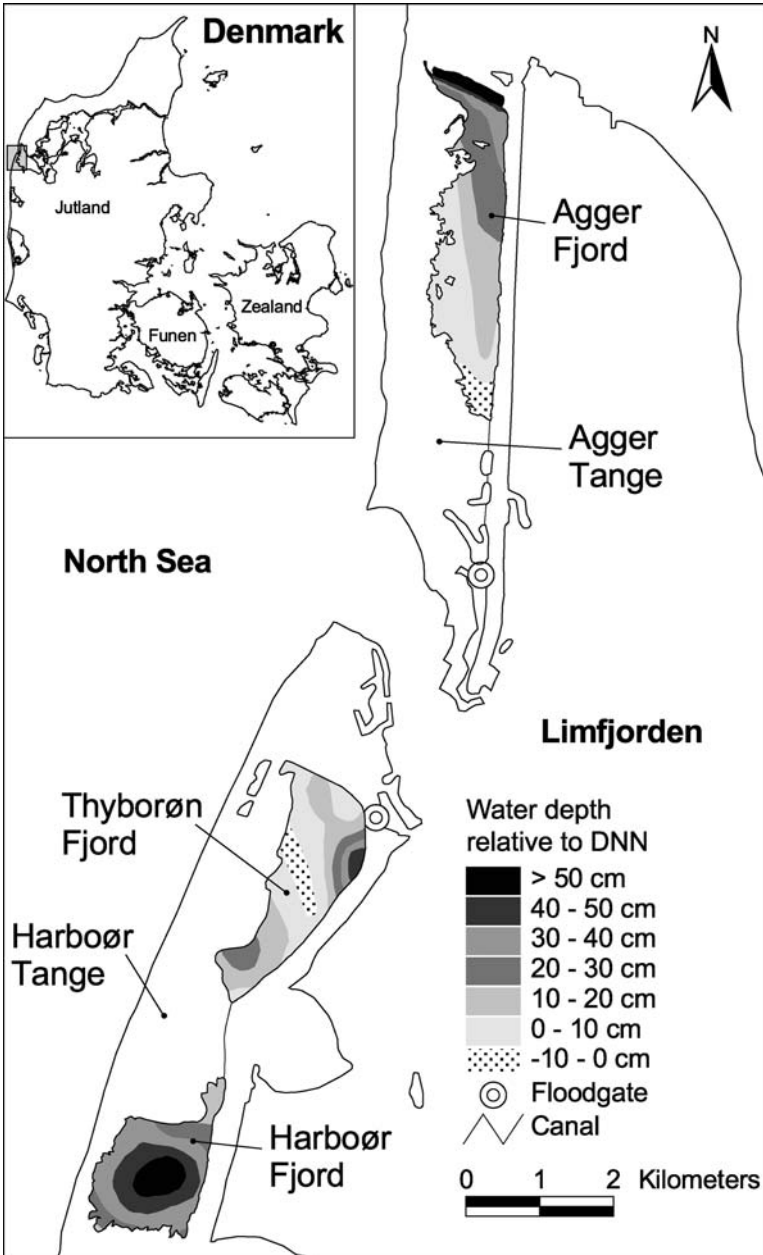 Denmark
Jutland
Funen
Zealand
N
Agger
Fjord
Agger
Tange
North Sea
Limfjorden
Thyborøn
Fjord
Harboør
Tange
Harboør
Fjord
Water depth
relative to DNN
> 50 cm
40 - 50 cm
30 - 40 cm
20 - 30 cm
10 - 20 cm
0 - 10 cm
-10 - 0 cm
Floodgate
Canal
0 1 2 Kilometers